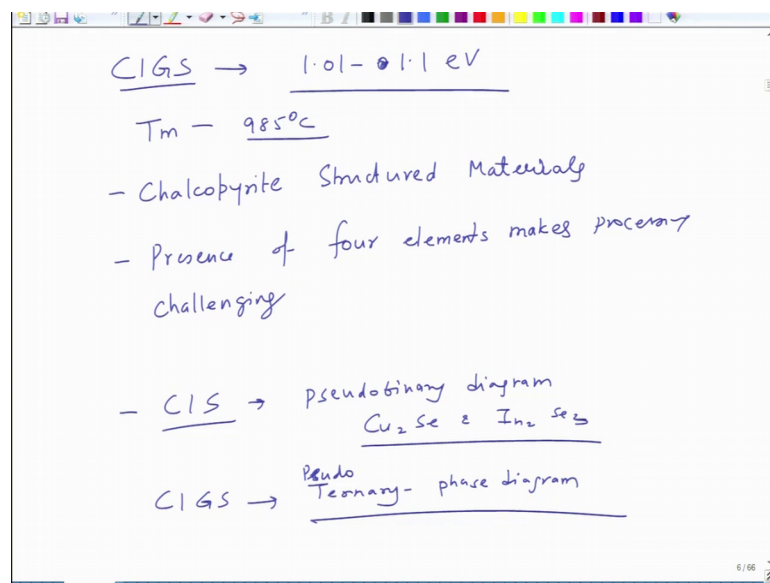 CIGS → 1.01 - 1.1 eV
Tm - 985°C
- Chalcopyrite Structured Materials
- Presence of four elements makes processing
challenging
- CIS → Pseudobinary diagram
Cu₂Se & In₂Se₃
CIGS → Pseudo
Ternary - phase diagram
6 / 66